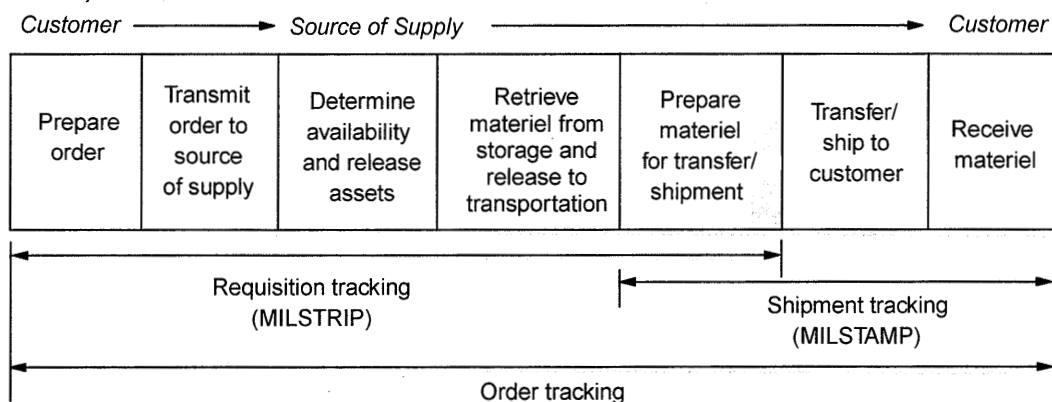 Customer Source of Supply Customer
Prepare
order
Transmit
order to
source
of supply
Determine
availability
and release
assets
Retrieve
materiel from
storage and
release to
transportation
Prepare
materiel
for transfer/
shipment
Transfer/
ship to
customer
Receive
materiel
Requisition tracking
(MILSTRIP)
Shipment tracking
(MILSTAMP)
Order tracking